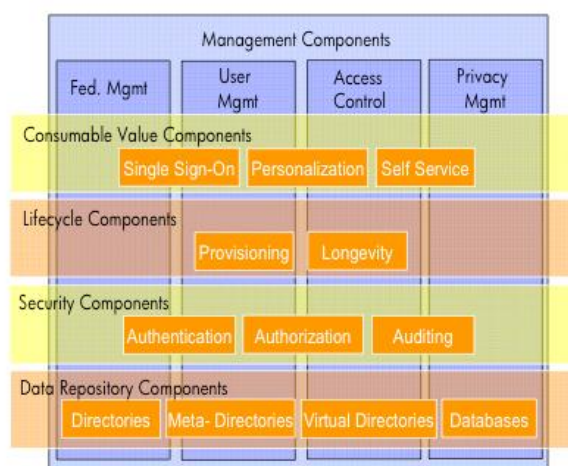 Management Components
Fed. Mgmt
User
Mgmt
Access
Control
Privacy
Mgmt
Consumable Value Components
Single Sign-On
Personalization
Self Service
Lifecycle Components
Provisioning
Longevity
Security Components
Authentication
Authorization
Auditing
Data Repository Components
Directories
Meta- Directories
Virtual Directories
Databases